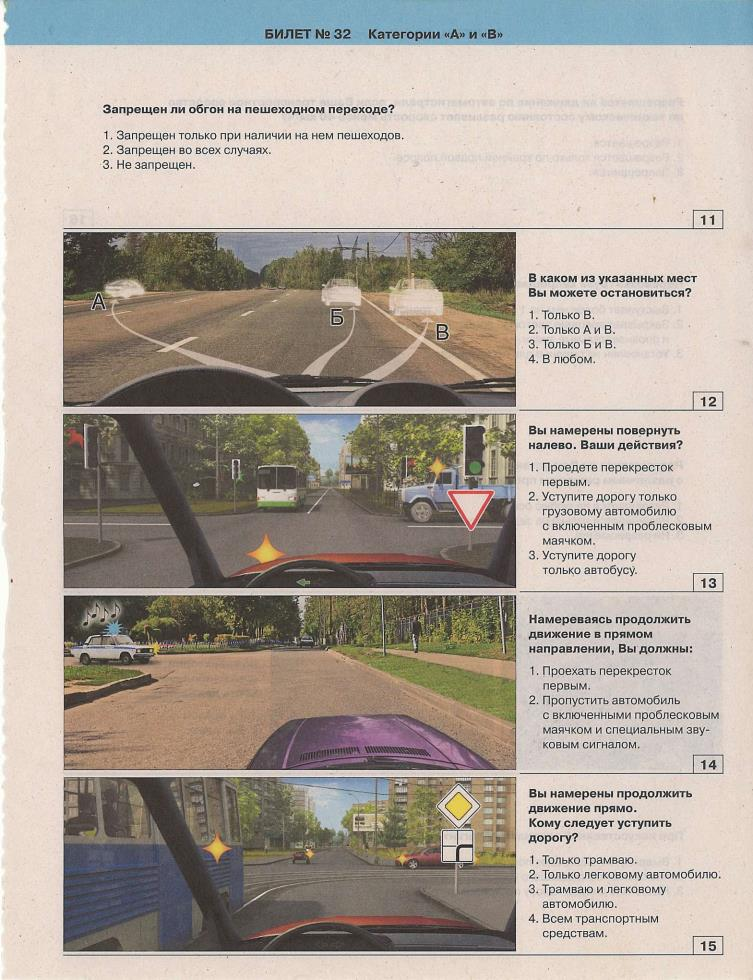 БИЛЕТ № 32 Категории «А» и «В»
Запрещен ли обгон на пешеходном переходе?
1. Запрещен только при наличии на нем пешеходов.
2. Запрещен во всех случаях.
3. Не запрещен.
11
А
Б
В
В каком из указанных мест
Вы можете остановиться?
1. Только В.
2. Только А и В.
3. Только Б и В.
4. В любом.
12
Вы намерены повернуть
налево. Ваши действия?
1. Проедете перекресток
первым.
2. Уступите дорогу только
грузовому автомобилю
с включенным проблесковым
маячком.
3. Уступите дорогу
только автобусу.
13
Намереваясь продолжить
движение в прямом
направлении, Вы должны:
1. Проехать перекресток
первым.
2. Пропустить автомобиль
с включенными проблесковым
маячком и специальным зву-
ковым сигналом.
14
Вы намерены продолжить
движение прямо.
Кому следует уступить
дорогу?
1. Только трамваю.
2. Только легковому автомобилю.
3. Трамваю и легковому
автомобилю.
4. Всем транспортным
средствам.
15